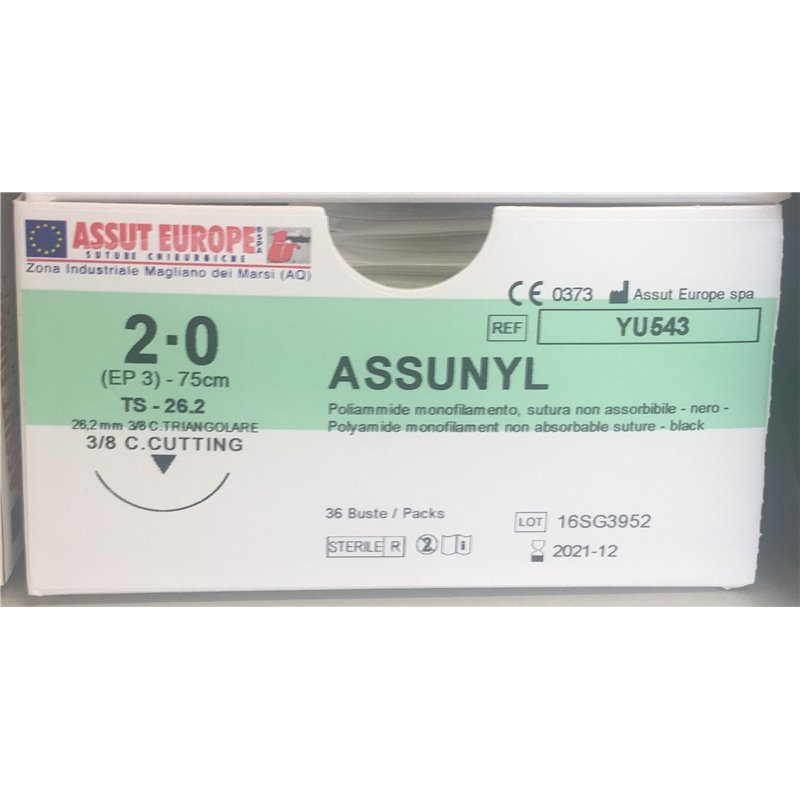 ASSUT EUROPE
SPA
SUTURE CHIRURGICHE
Zona Industriale Magliano dei Marsi (AQ)
CE 0373 Assut Europe spa
REF YU543
2·0
(EP 3) - 75cm
TS - 26.2
26,2 mm 3/8 C.TRIANGOLARE
3/8 C.CUTTING
ASSUNYL
Poliammide monofilamento, sutura non assorbibile - nero -
Polyamide monofilament non absorbable suture - black
36 Buste / Packs
STERILE R 2 i
LOT 16SG3952
2021-12